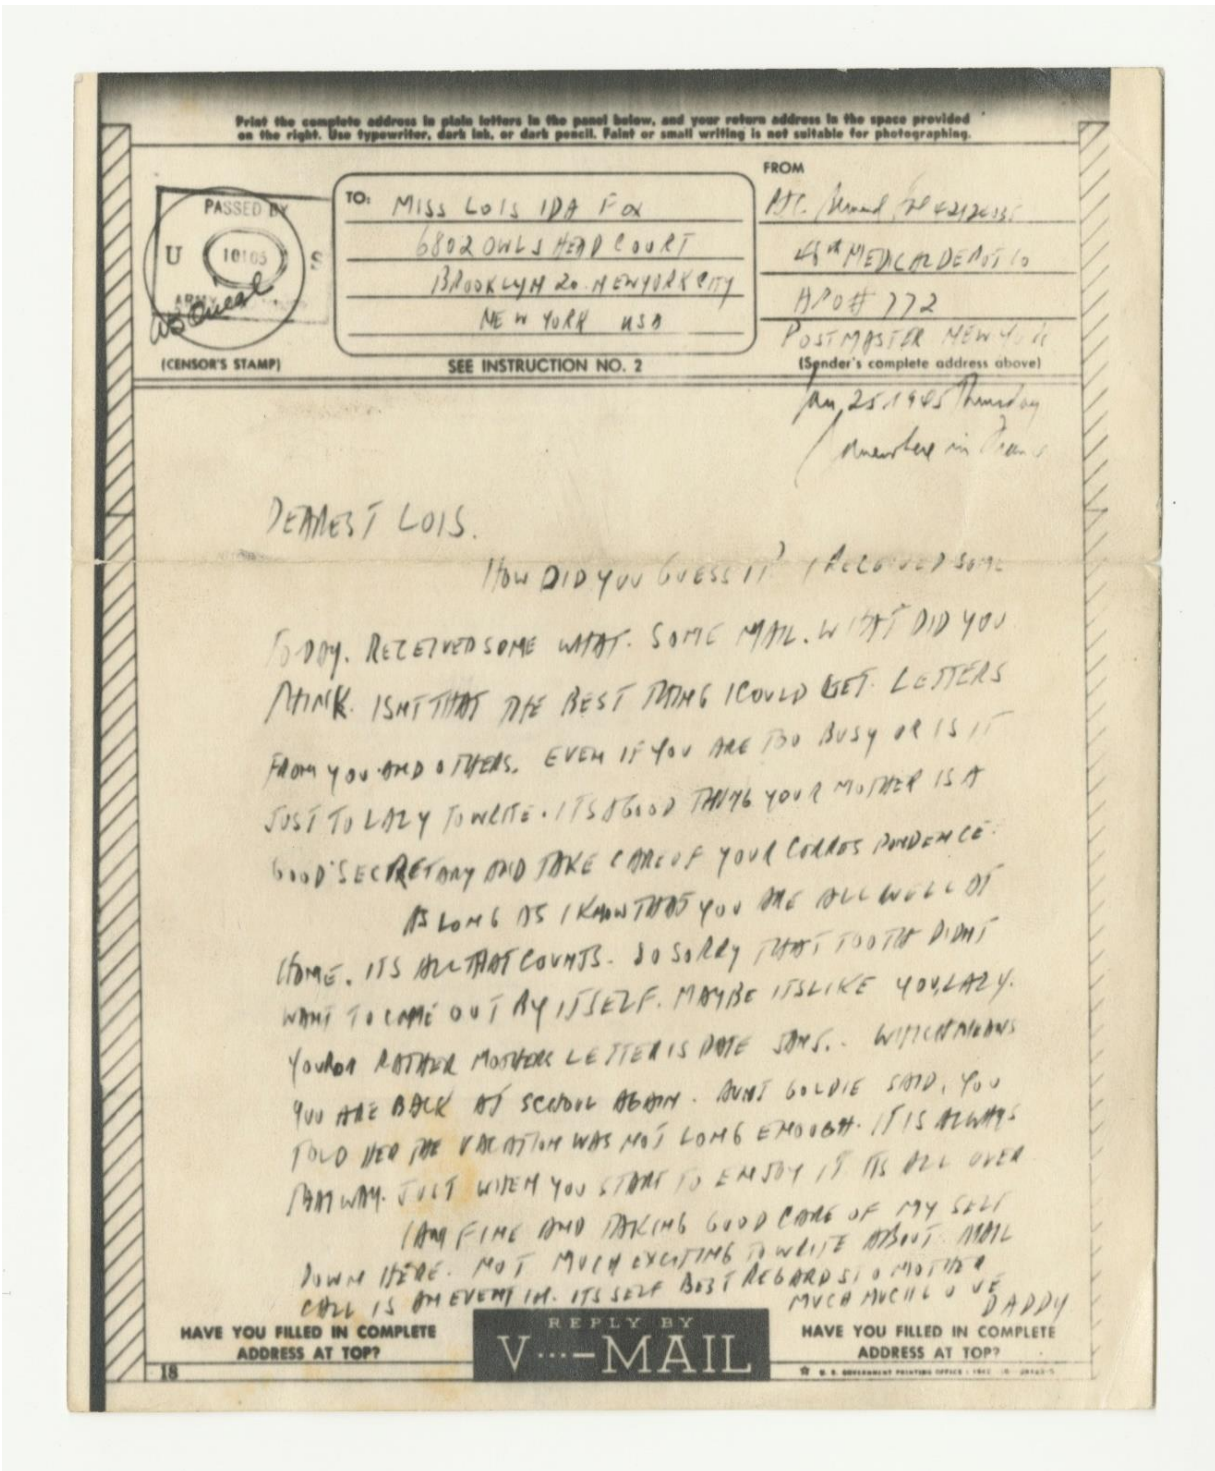 Print the complete address in plain letters in the panel below, and your return address in the space provided
on the right. Use typewriter, dark ink, or dark pencil. Faint or small writing is not suitable for photographing.
FROM
PASSED BY
U S
10103
ARMY
(CENSOR'S STAMP)
TO: MISS LOIS IDA FOX
6802 OWLS HEAD COURT
BROOKLYN 20. NEWYORK CITY
NEW YORK USA
SEE INSTRUCTION NO. 2
48th MEDICAL DEPOT CO
APO# 772
POSTMASTER NEW YORK
(Sender's complete address above)
Jan, 25, 1945 Thursday
Somewhere in France
DEAREST LOIS.
HOW DID YOU GUESS IT? I RECEIVED SOME
TODAY. RECEIVED SOME WHAT. SOME MAIL. WHAT DID YOU
THINK. ISNT THAT THE BEST THING I COULD GET. LETTERS
FROM YOU AND OTHERS. EVEN IF YOU ARE TOO BUSY OR IS IT
JUST TO LAZY TO WRITE. ITS A GOOD THING YOUR MOTHER IS A
GOOD SECRETARY AND TAKE CARE OF YOUR CORRESPONDENCE.
AS LONG AS I KNOW THAT YOU ARE ALL WELL AT
HOME. ITS ALL THAT COUNTS. SO SORRY THAT TOOTH DIDNT
WANT TO COME OUT BY ITSELF. MAYBE ITS LIKE YOU, LAZY.
RATHER MOTHERS LETTER IS DATE WHICH MEANS
YOU ARE BACK AT SCHOOL AGAIN. AUNT GOLDIE SAID, YOU
TOLD HER THE VACATION WAS NOT LONG ENOUGH. IT IS ALWAYS
THAT WAY. JUST WHEN YOU START TO ENJOY IT ITS ALL OVER
I AM FINE AND TAKING GOOD CARE OF MY SELF
DOWN HERE. NOT MUCH EXCITING TO WRITE ABOUT. MAIL
CALL IS AN EVENT IN. ITS SELF BEST REGARDS TO MOTHER
MUCH MUCH LOVE
DADDY
HAVE YOU FILLED IN COMPLETE
ADDRESS AT TOP?
REPLY BY
V···—MAIL
HAVE YOU FILLED IN COMPLETE
ADDRESS AT TOP?
18
U. S. GOVERNMENT PRINTING OFFICE : 1942